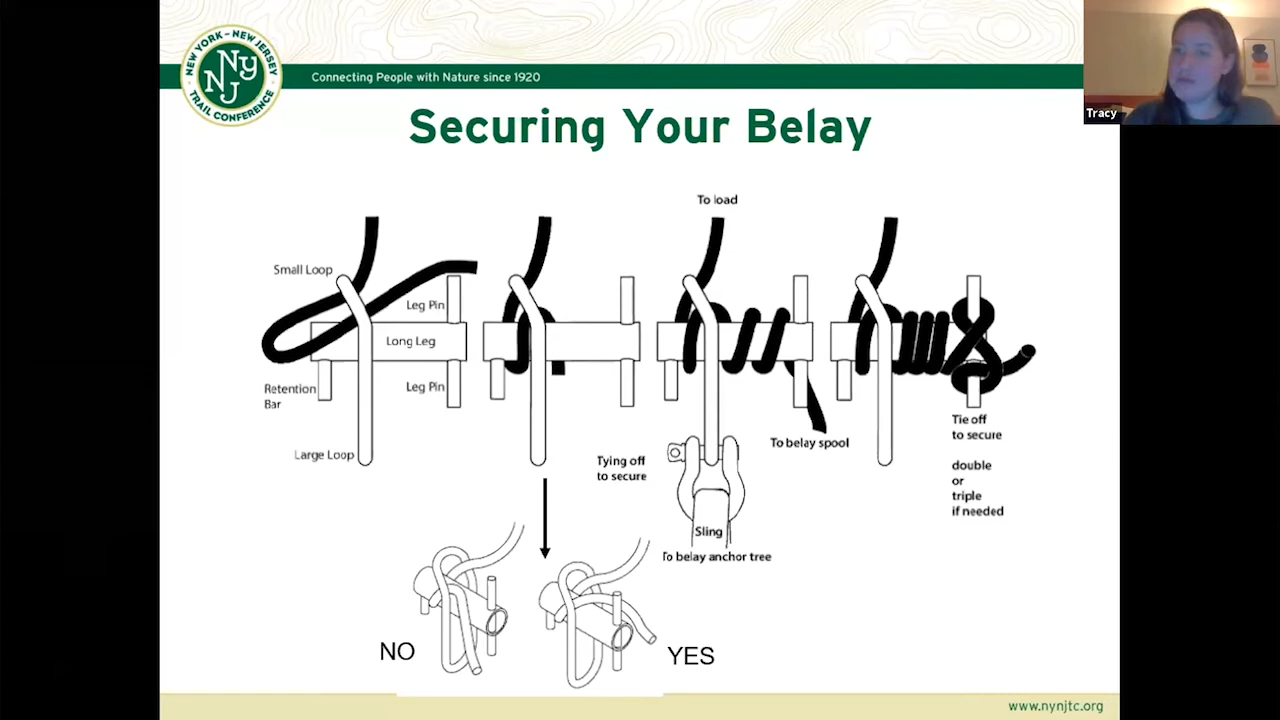 NEW YORK – NEW JERSEY
NY
NJ
TRAIL CONFERENCE
Connecting People with Nature since 1920
Tracy
Securing Your Belay
To load
Small Loop
Leg Pin
Long Leg
Retention
Bar
Leg Pin
Large Loop
Tying off
to secure
To belay spool
Sling
To belay anchor tree
Tie off
to secure
double
or
triple
if needed
NO
YES
www.nynjtc.org